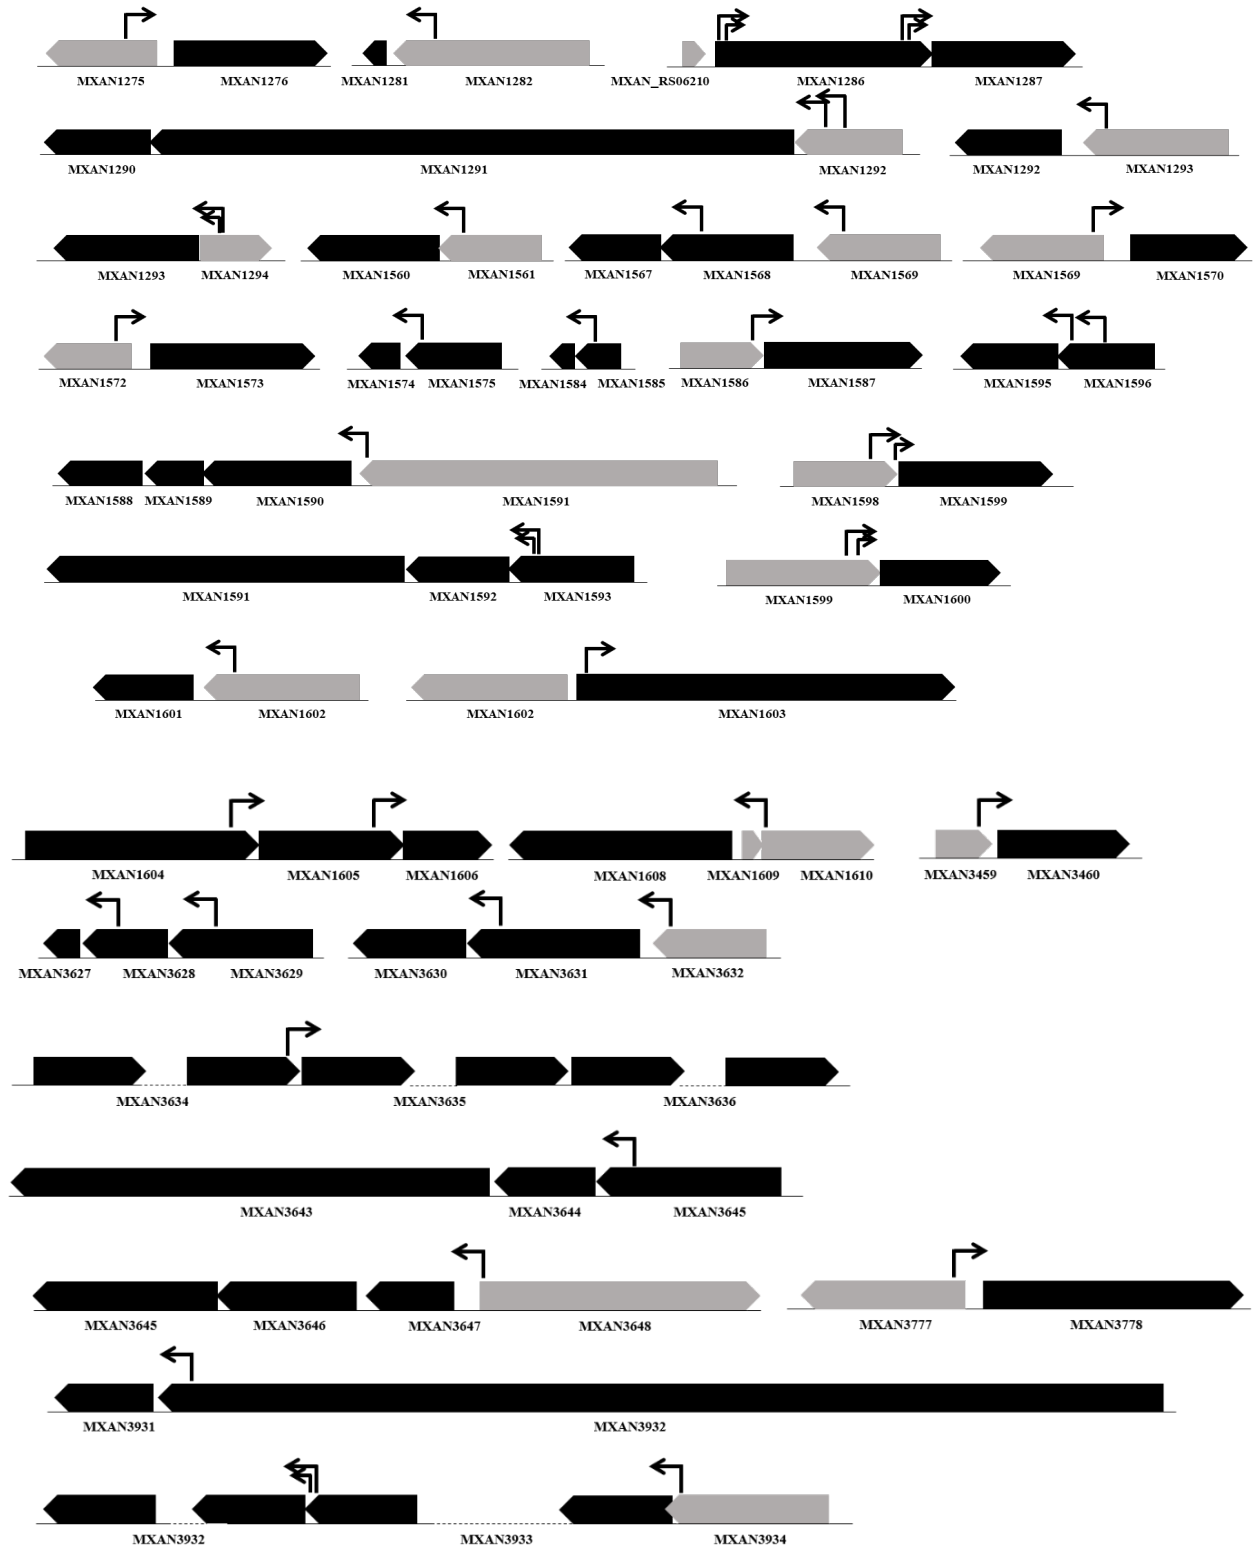 MXAN1275 MXAN1276 MXAN1281 MXAN1282 MXAN_RS06210 MXAN1286 MXAN1287
MXAN1290 MXAN1291 MXAN1292 MXAN1292 MXAN1293
MXAN1293 MXAN1294 MXAN1560 MXAN1561 MXAN1567 MXAN1568 MXAN1569 MXAN1569 MXAN1570
MXAN1572 MXAN1573 MXAN1574 MXAN1575 MXAN1584 MXAN1585 MXAN1586 MXAN1587 MXAN1595 MXAN1596
MXAN1588 MXAN1589 MXAN1590 MXAN1591 MXAN1598 MXAN1599
MXAN1591 MXAN1592 MXAN1593 MXAN1599 MXAN1600
MXAN1601 MXAN1602 MXAN1602 MXAN1603
MXAN1604 MXAN1605 MXAN1606 MXAN1608 MXAN1609 MXAN1610 MXAN3459 MXAN3460
MXAN3627 MXAN3628 MXAN3629 MXAN3630 MXAN3631 MXAN3632
MXAN3634 MXAN3635 MXAN3636
MXAN3643 MXAN3644 MXAN3645
MXAN3645 MXAN3646 MXAN3647 MXAN3648 MXAN3777 MXAN3778
MXAN3931 MXAN3932
MXAN3932 MXAN3933 MXAN3934